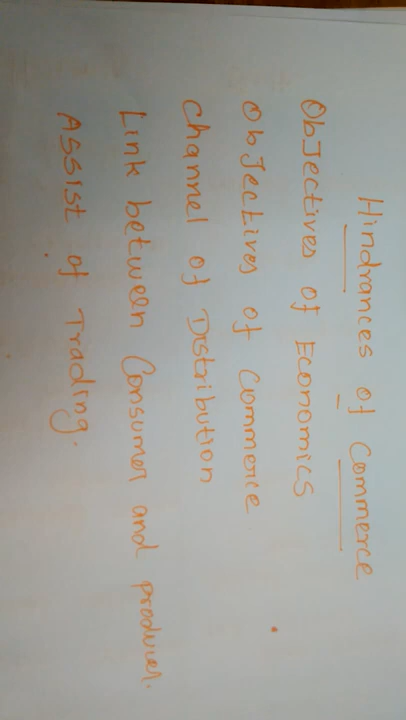 Hindrances of Commerce
Objectives of Economics
Objectives of Commerce
Channel of Distribution
Link between Consumer and producer.
Assist of Trading.